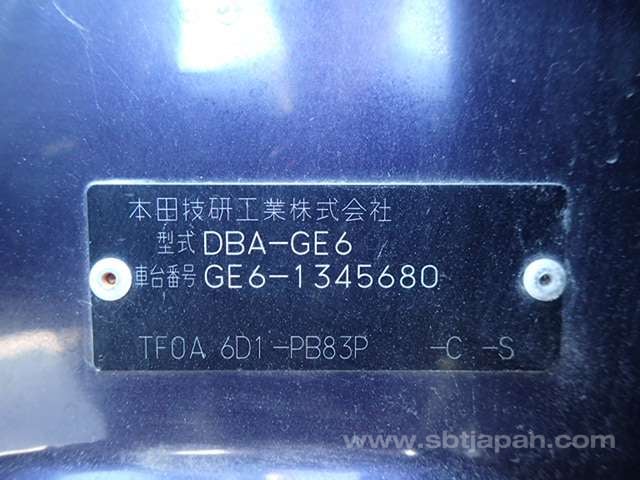 本田技研工業株式会社
型式 DBA-GE6
車台番号 GE6-1345680
TF0A 6D1-PB83P -C -S
www.sbtjapan.com